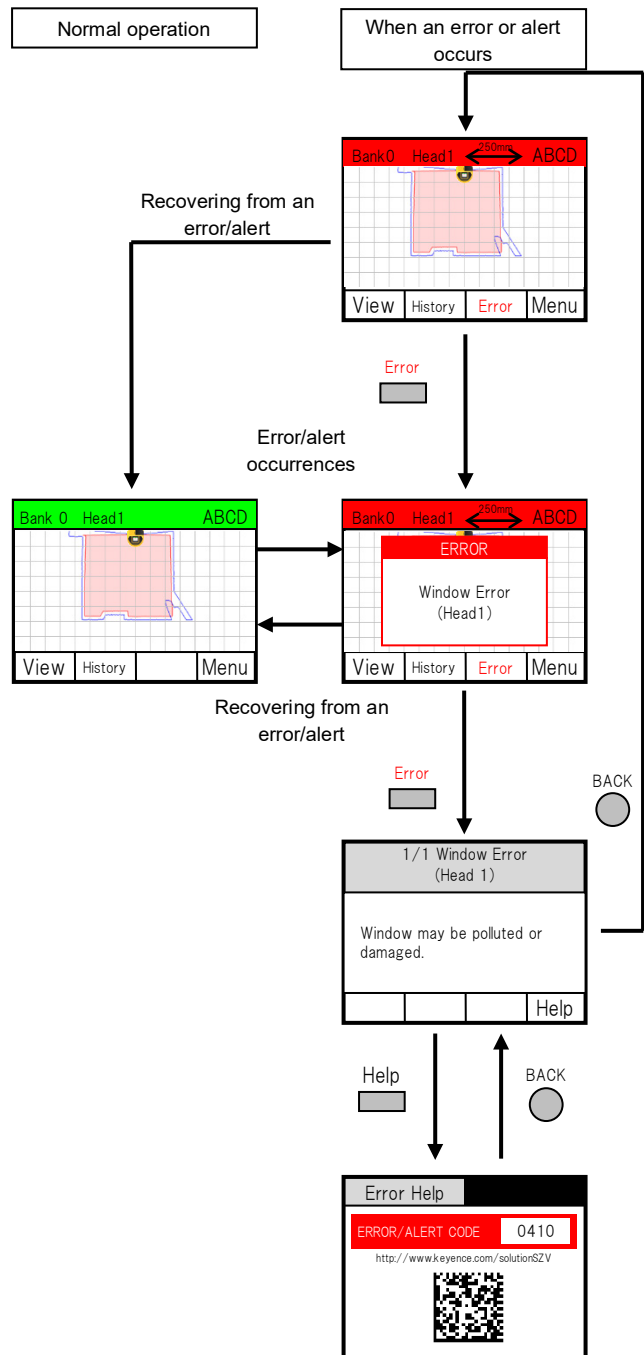 Normal operation
When an error or alert
occurs
Bank0 Head1 250mm ABCD
Recovering from an
error/alert
View History Error Menu
Error
Error/alert
occurrences
Bank 0 Head1 ABCD
Bank0 Head1 250mm ABCD
ERROR
Window Error
(Head1)
View History Menu
View History Error Menu
Recovering from an
error/alert
Error
BACK
1/1 Window Error
(Head 1)
Window may be polluted or
damaged.
Help
Help
BACK
Error Help
ERROR/ALERT CODE 0410
http://www.keyence.com/solutionSZV